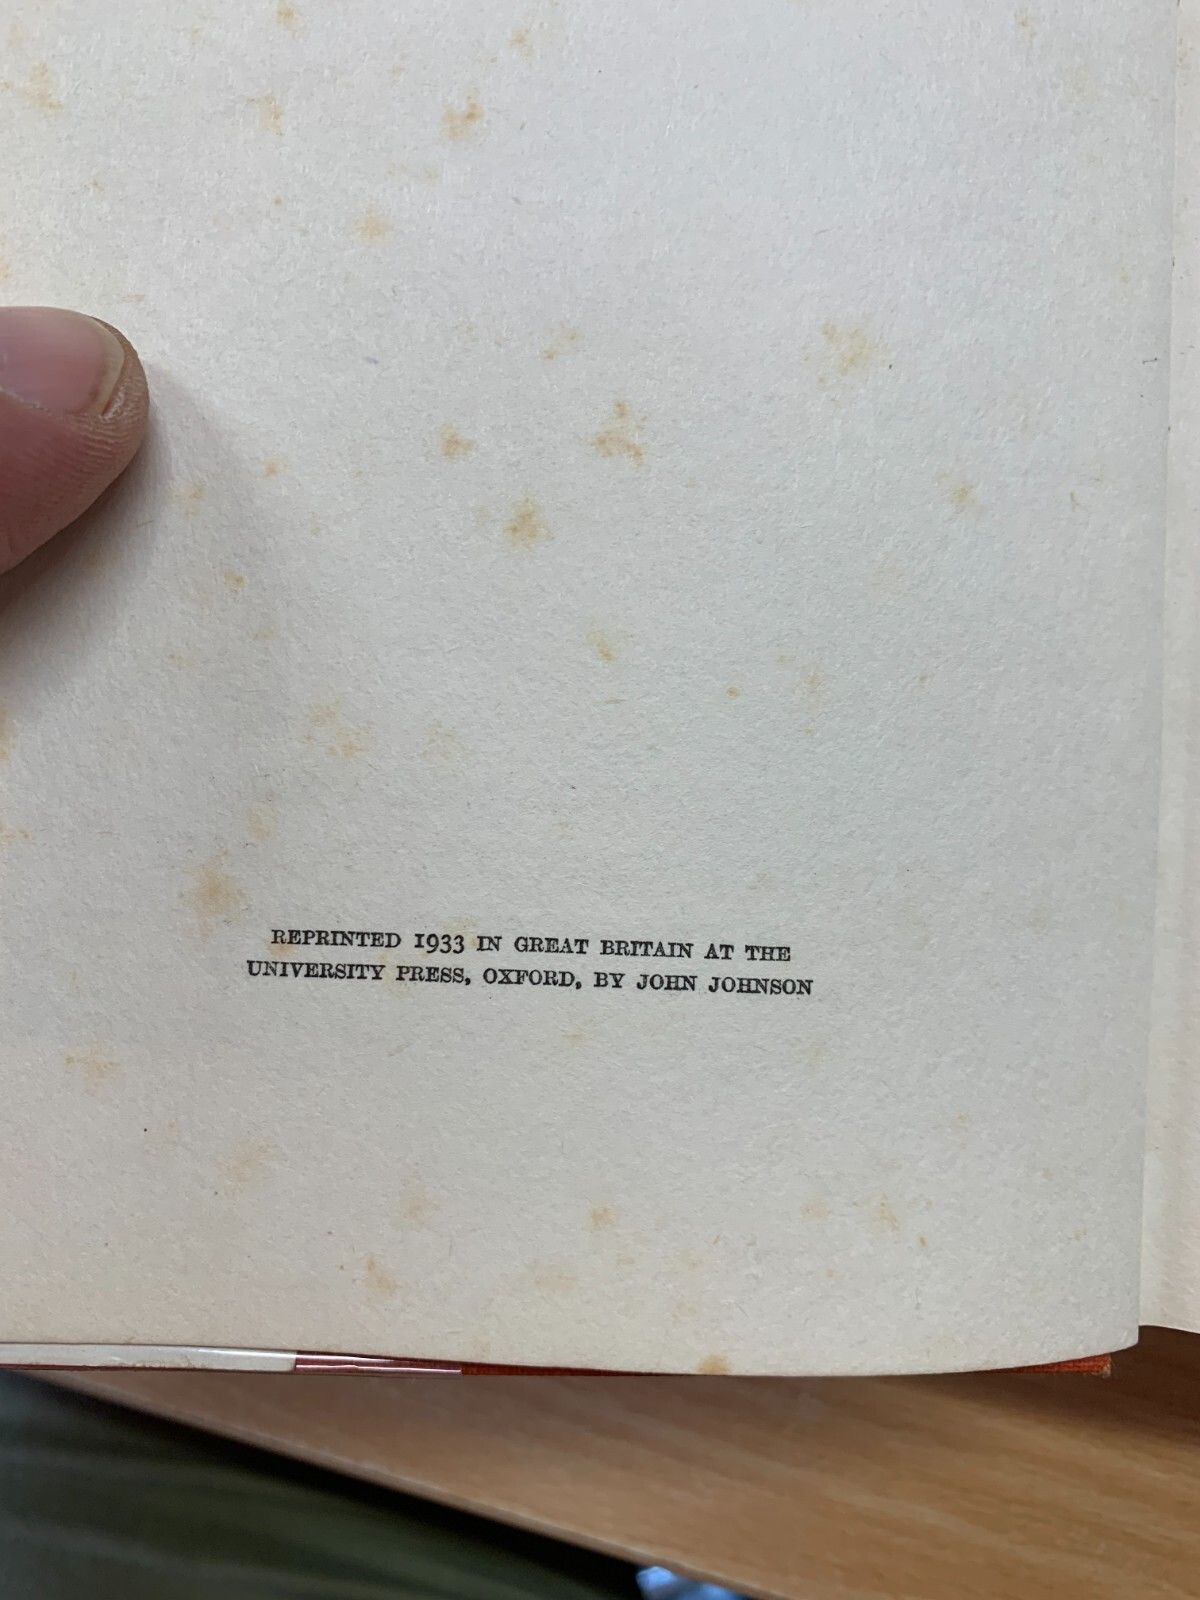 REPRINTED 1933 IN GREAT BRITAIN AT THE
UNIVERSITY PRESS, OXFORD, BY JOHN JOHNSON